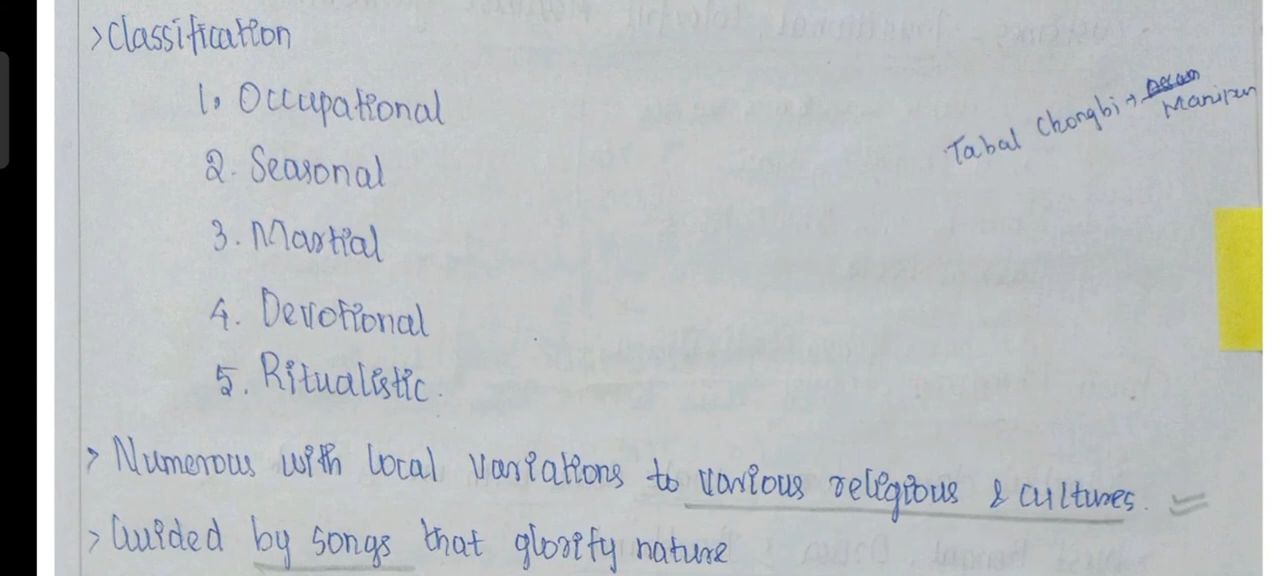 > Classification
1. Occupational
2. Seasonal
3. Martial
4. Devotional
5. Ritualistic.
Tabal Chongbi → Assam
Manipur
> Numerous with local variations to various religious & cultures.
> Guided by songs that glorify nature